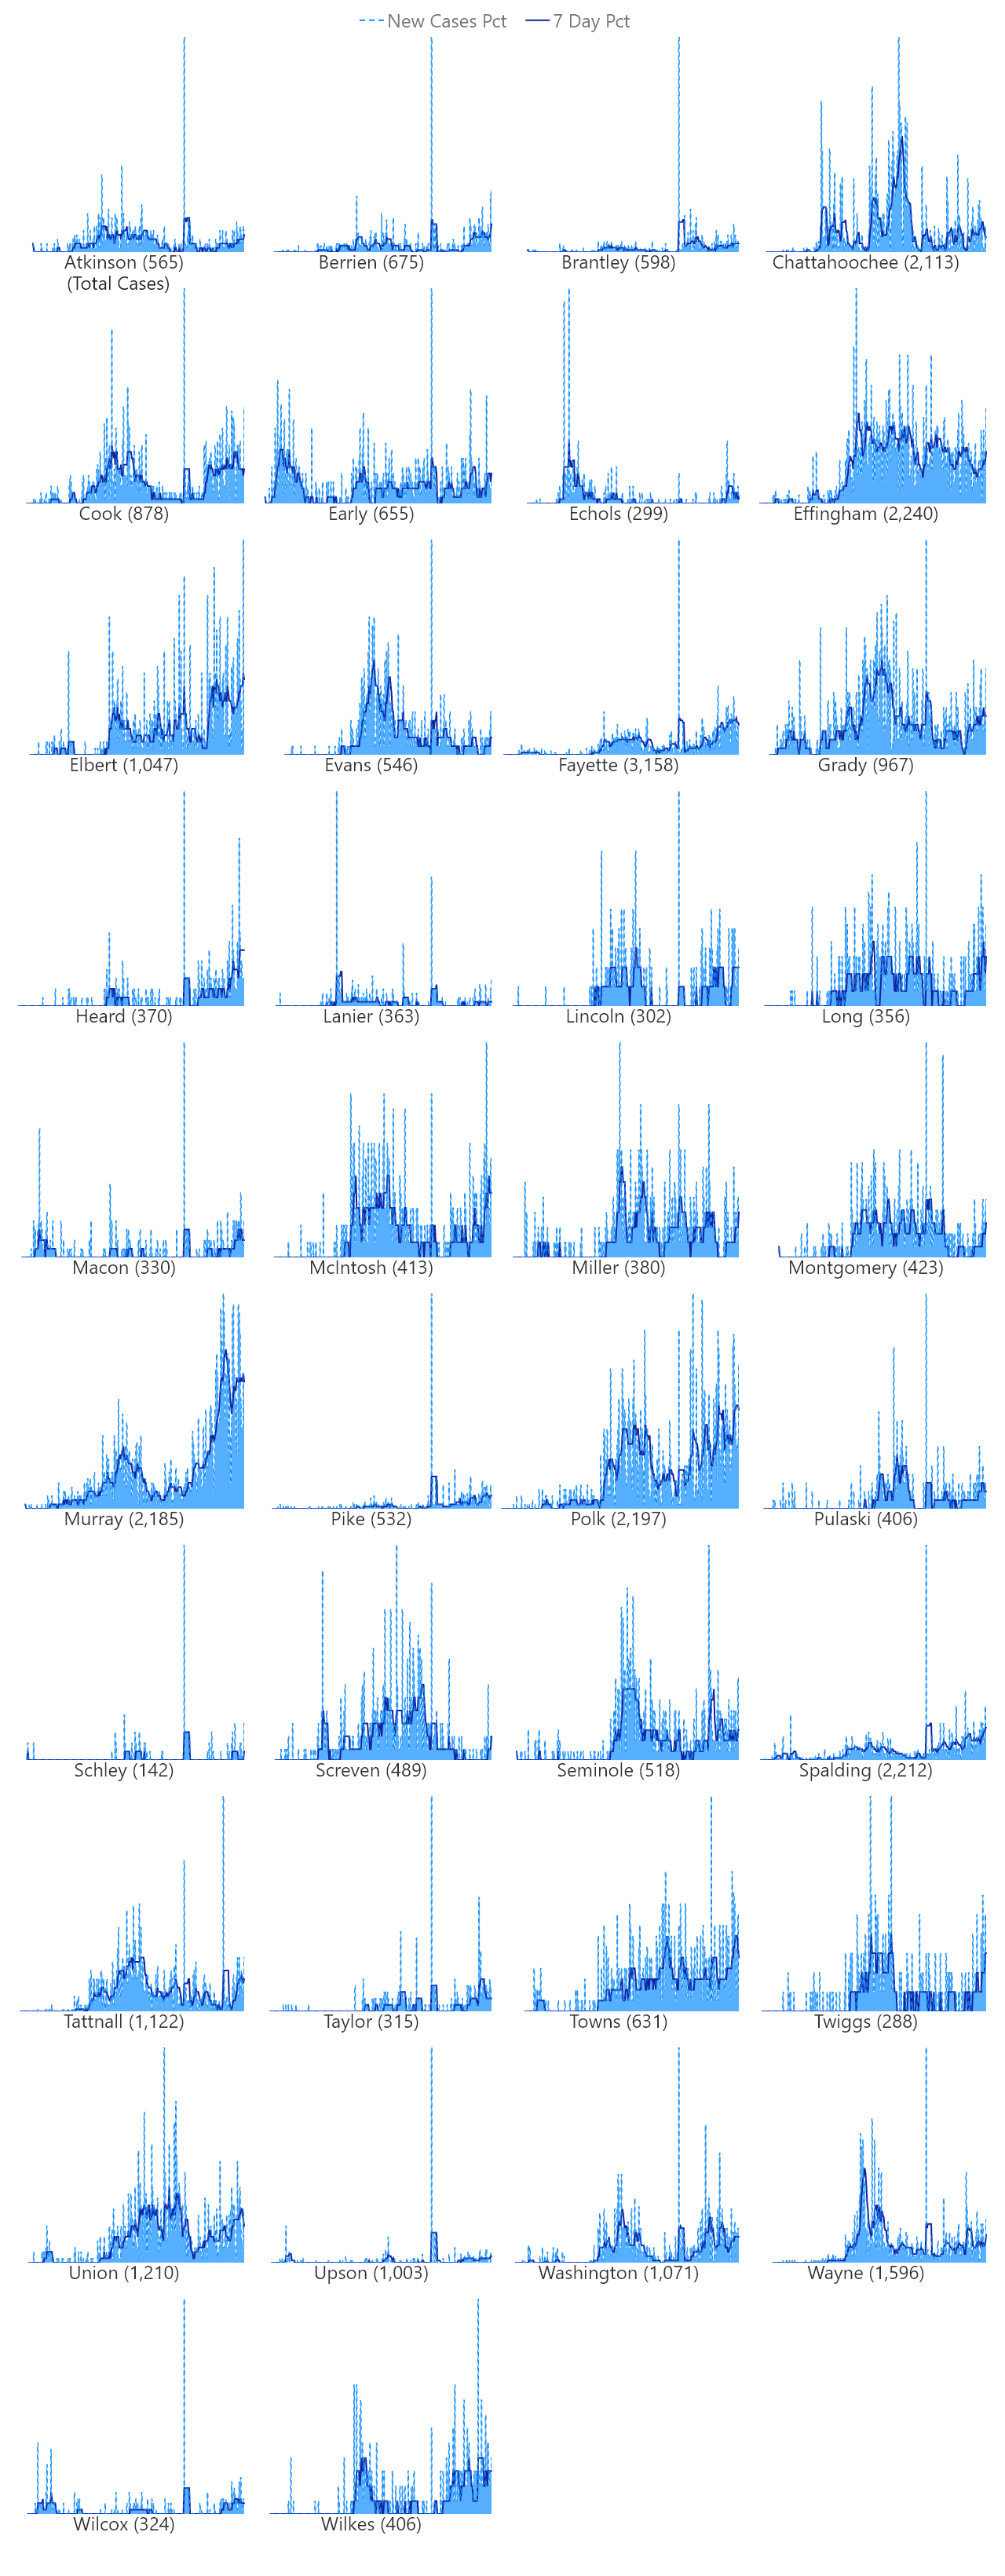 New Cases Pct 7 Day Pct
Atkinson (565) Berrien (675) Brantley (598) Chattahoochee (2,113)
(Total Cases)
Cook (878) Early (655) Echols (299) Effingham (2,240)
Elbert (1,047) Evans (546) Fayette (3,158) Grady (967)
Heard (370) Lanier (363) Lincoln (302) Long (356)
Macon (330) McIntosh (413) Miller (380) Montgomery (423)
Murray (2,185) Pike (532) Polk (2,197) Pulaski (406)
Schley (142) Screven (489) Seminole (518) Spalding (2,212)
Tattnall (1,122) Taylor (315) Towns (631) Twiggs (288)
Union (1,210) Upson (1,003) Washington (1,071) Wayne (1,596)
Wilcox (324) Wilkes (406)